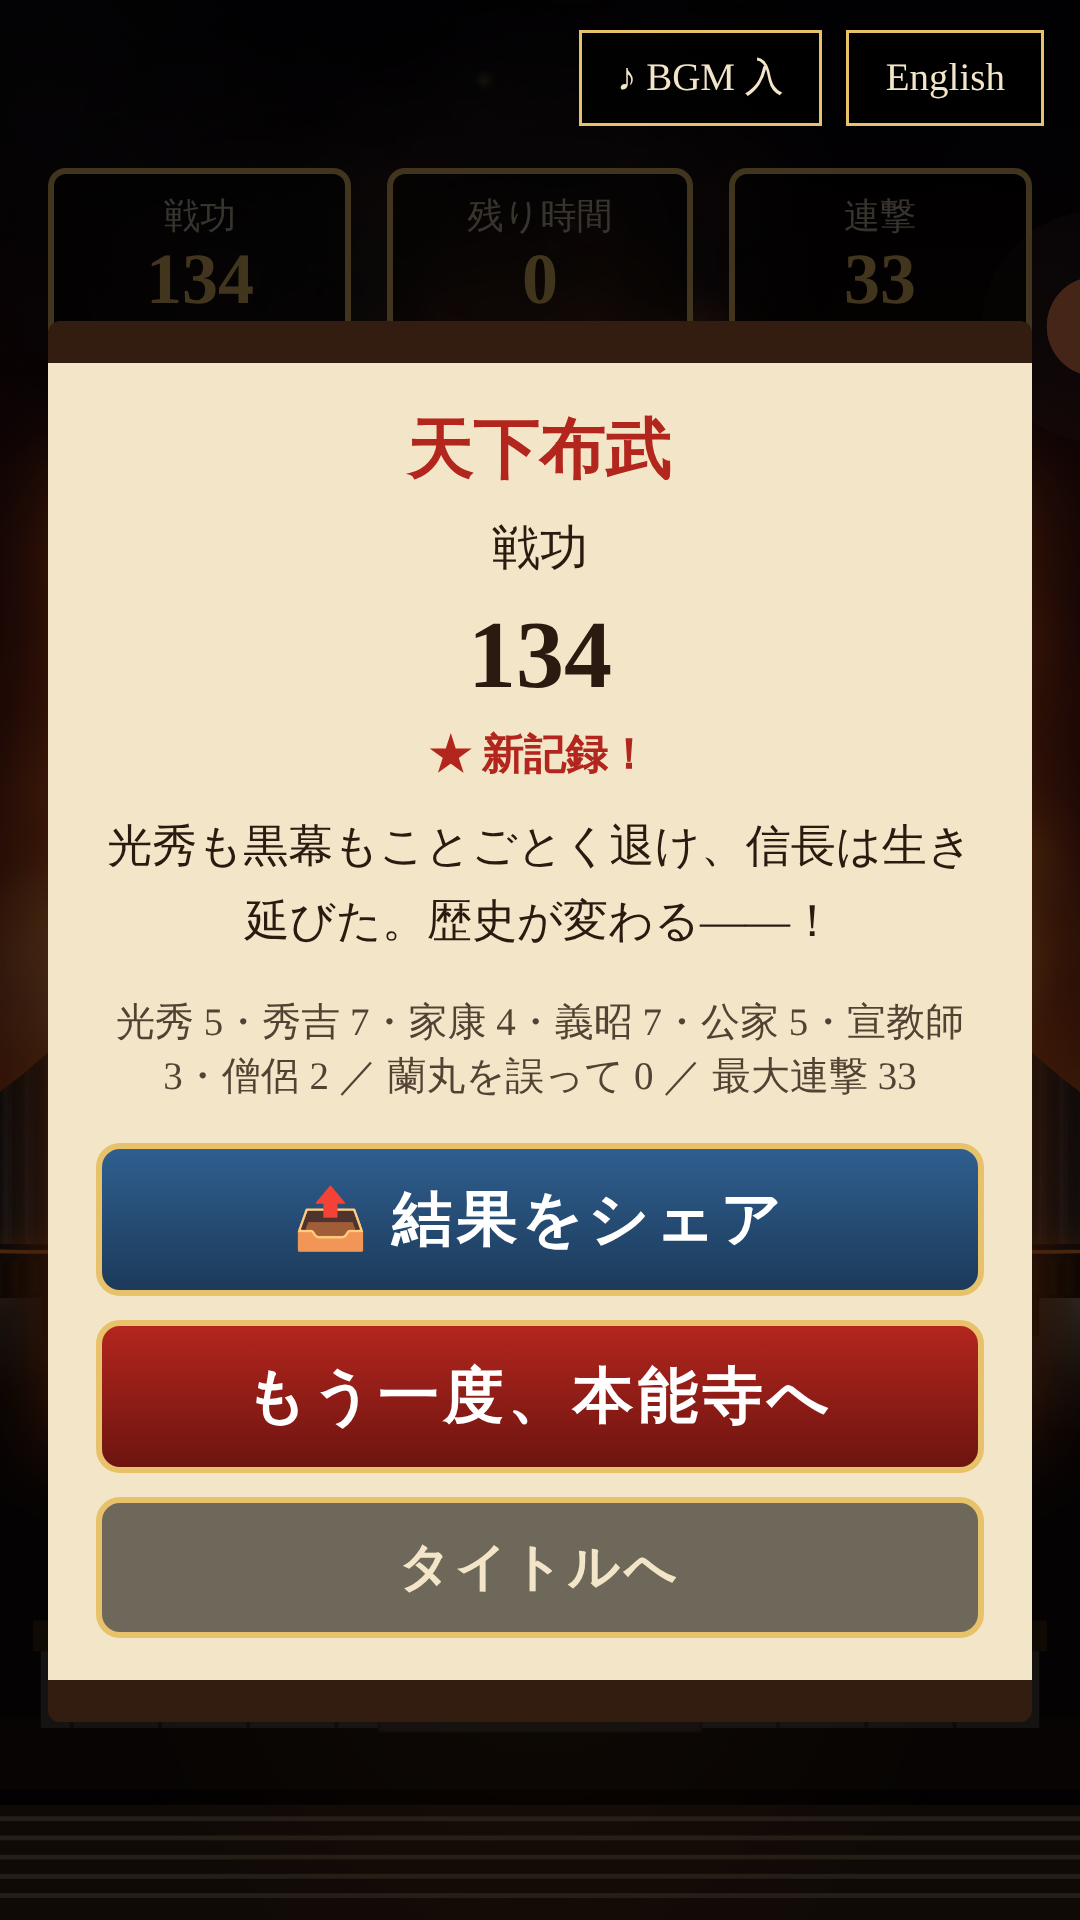 ♪ BGM 入
English
戦功
残り時間
連撃
134
0
33
天下布武
戦功
134
★ 新記録！
光秀も黒幕もことごとく退け、信長は生き
延びた。歴史が変わる――！
光秀 5・秀吉 7・家康 4・義昭 7・公家 5・宣教師
3・僧侶 2 ／ 蘭丸を誤って 0 ／ 最大連撃 33
📤 結果をシェア
もう一度、本能寺へ
タイトルへ